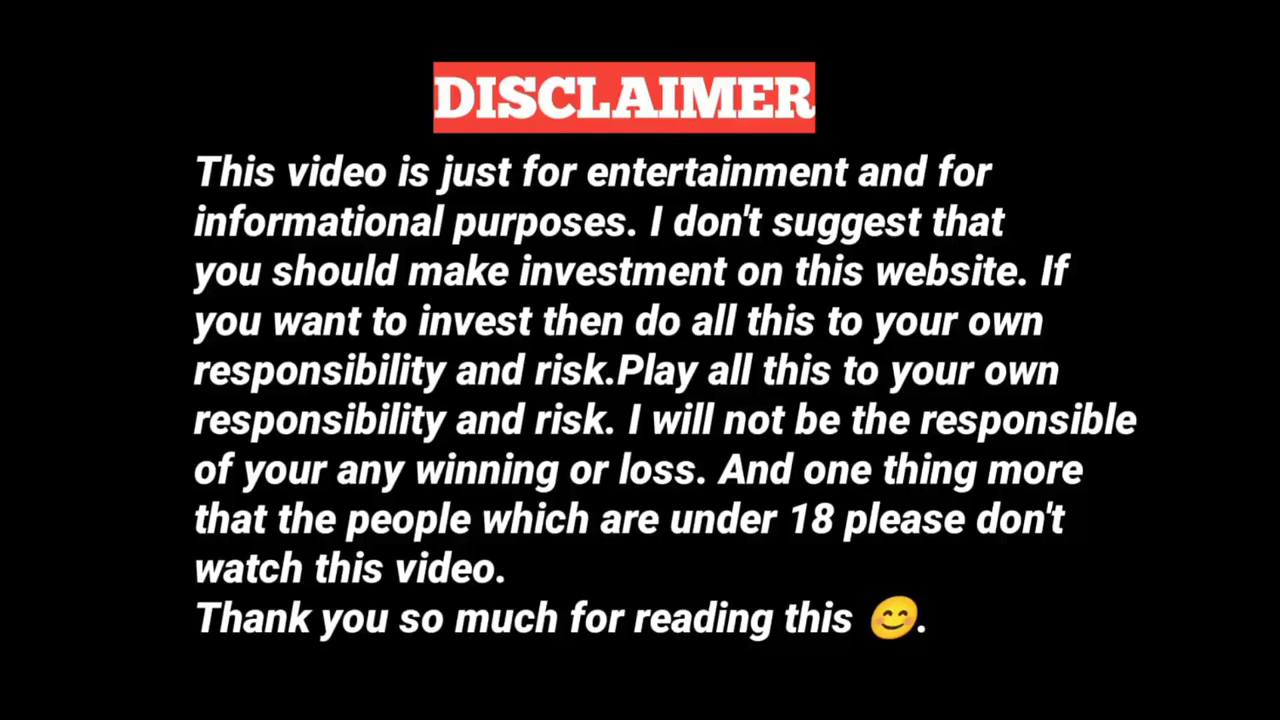 DISCLAIMER
This video is just for entertainment and for
informational purposes. I don't suggest that
you should make investment on this website. If
you want to invest then do all this to your own
responsibility and risk.Play all this to your own
responsibility and risk. I will not be the responsible
of your any winning or loss. And one thing more
that the people which are under 18 please don't
watch this video.
Thank you so much for reading this 😊.